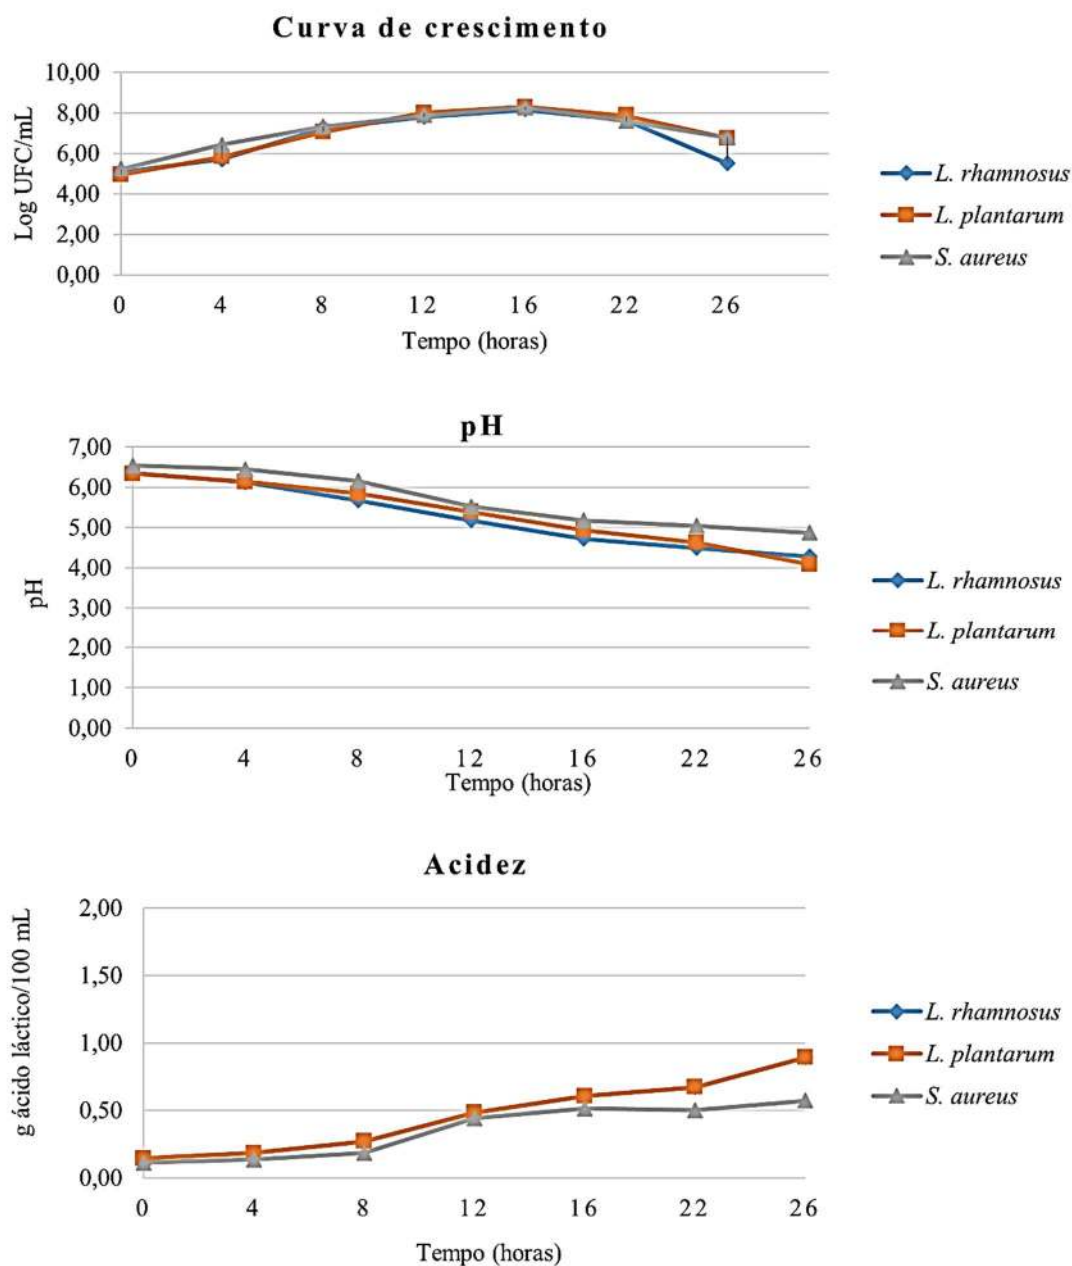 Curva de crescimento
Log UFC/mL
10,00
8,00
6,00
4,00
2,00
0,00
0 4 8 12 16 22 26
Tempo (horas)
L. rhamnosus
L. plantarum
S. aureus
pH
pH
7,00
6,00
5,00
4,00
3,00
2,00
1,00
0,00
0 4 8 12 16 22 26
Tempo (horas)
L. rhamnosus
L. plantarum
S. aureus
Acidez
g ácido láctico/100 mL
2,00
1,50
1,00
0,50
0,00
0 4 8 12 16 22 26
Tempo (horas)
L. rhamnosus
L. plantarum
S. aureus